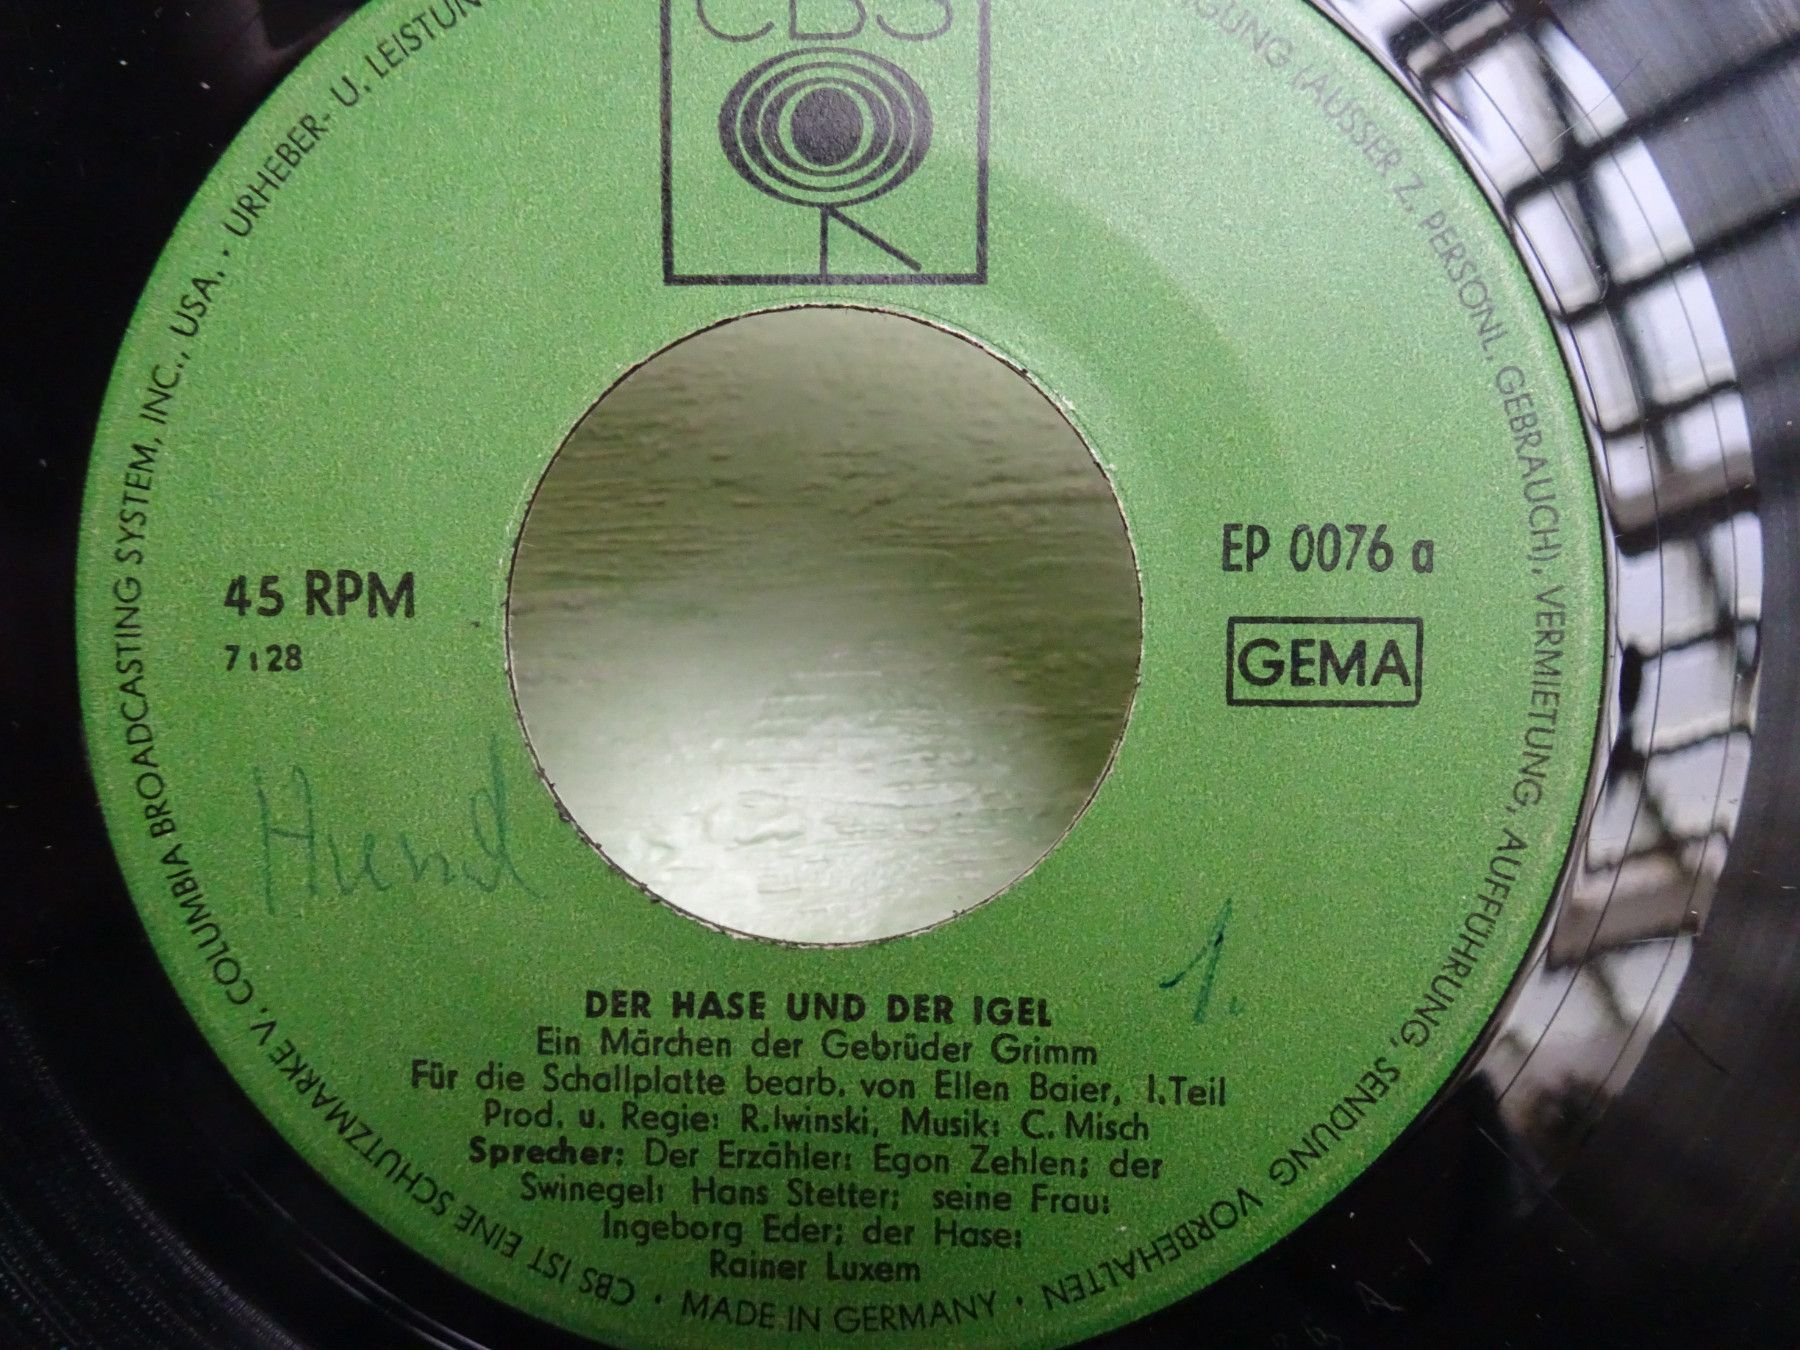 CBS
45 RPM
7:28
EP 0076 a
GEMA
Hund
1.
DER HASE UND DER IGEL
Ein Märchen der Gebrüder Grimm
Für die Schallplatte bearb. von Ellen Baier, 1.Teil
Prod. u. Regie: R.Iwinski, Musik: C. Misch
Sprecher: Der Erzähler: Egon Zehlen; der
Swinegel: Hans Stetter; seine Frau:
Ingeborg Eder; der Hase:
Rainer Luxem
CBS IST EINE SCHUTZMARKE V. COLUMBIA BROADCASTING SYSTEM, INC., USA. · URHEBER- U. (AUSSER Z. PERSÖNL. GEBRAUCH), VERMIETUNG, AUFFÜHRUNG, SENDUNG VORBEHALTEN · MADE IN GERMANY ·